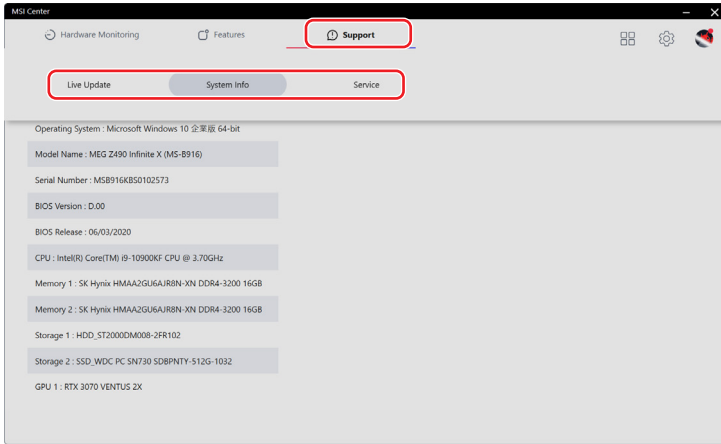 MSI Center
Hardware Monitoring
Features
Support
Live Update
System Info
Service
Operating System : Microsoft Windows 10 企業版 64-bit
Model Name : MEG Z490 Infinite X (MS-B916)
Serial Number : MSB916KBS0102573
BIOS Version : D.00
BIOS Release : 06/03/2020
CPU : Intel(R) Core(TM) i9-10900KF CPU @ 3.70GHz
Memory 1 : SK Hynix HMAA2GU6AJR8N-XN DDR4-3200 16GB
Memory 2 : SK Hynix HMAA2GU6AJR8N-XN DDR4-3200 16GB
Storage 1 : HDD_ST2000DM008-2FR102
Storage 2 : SSD_WDC PC SN730 SDBPNTY-512G-1032
GPU 1 : RTX 3070 VENTUS 2X